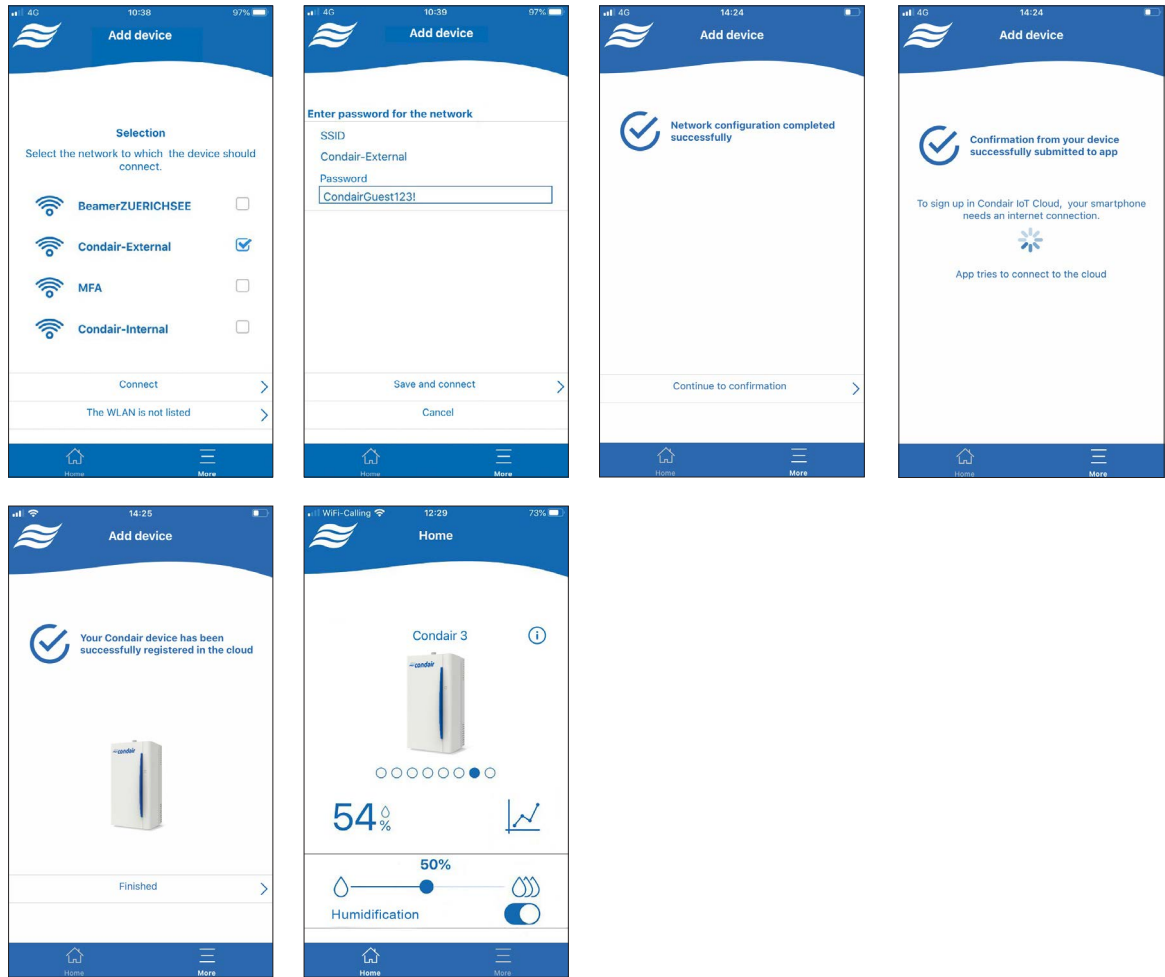 4G 10:38 97%
Add device
Selection
Select the network to which the device should
connect.
BeamerZUERICHSEE
Condair-External
MFA
Condair-Internal
Connect
The WLAN is not listed
Home More
4G 10:39 97%
Add device
Enter password for the network
SSID
Condair-External
Password
CondairGuest123!
Save and connect
Cancel
Home More
4G 14:24
Add device
Network configuration completed
successfully
Continue to confirmation
Home More
4G 14:24
Add device
Confirmation from your device
successfully submitted to app
To sign up in Condair IoT Cloud, your smartphone
needs an internet connection.
App tries to connect to the cloud
Home More
14:25
Add device
Your Condair device has been
successfully registered in the cloud
condair
Finished
Home More
WiFi-Calling 12:29 73%
Home
Condair 3
condair
54 %
50%
Humidification
Home More